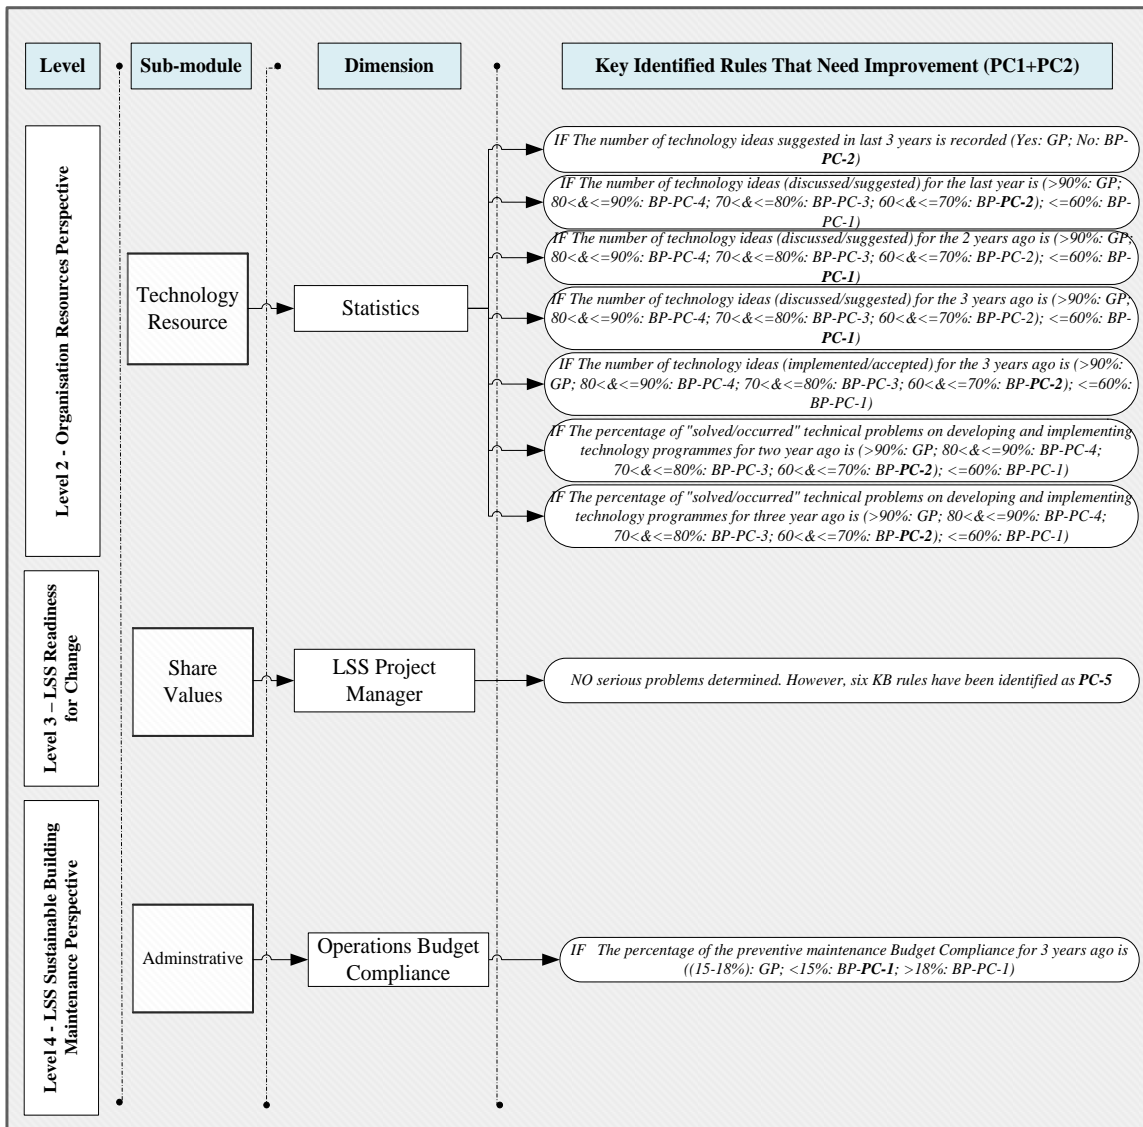 Level
Sub-module
Dimension
Key Identified Rules That Need Improvement (PC1+PC2)
Level 2 - Organisation Resources Perspective
Technology
Resource
Statistics
IF The number of technology ideas suggested in last 3 years is recorded (Yes: GP; No: BP-
PC-2)
IF The number of technology ideas (discussed/suggested) for the last year is (>90%: GP;
80<&<=90%: BP-PC-4; 70<&<=80%: BP-PC-3; 60<&<=70%: BP-PC-2); <=60%: BP-
PC-1)
IF The number of technology ideas (discussed/suggested) for the 2 years ago is (>90%: GP;
80<&<=90%: BP-PC-4; 70<&<=80%: BP-PC-3; 60<&<=70%: BP-PC-2); <=60%: BP-
PC-1)
IF The number of technology ideas (discussed/suggested) for the 3 years ago is (>90%: GP;
80<&<=90%: BP-PC-4; 70<&<=80%: BP-PC-3; 60<&<=70%: BP-PC-2); <=60%: BP-
PC-1)
IF The number of technology ideas (implemented/accepted) for the 3 years ago is (>90%:
GP; 80<&<=90%: BP-PC-4; 70<&<=80%: BP-PC-3; 60<&<=70%: BP-PC-2); <=60%:
BP-PC-1)
IF The percentage of "solved/occurred" technical problems on developing and implementing
technology programmes for two year ago is (>90%: GP; 80<&<=90%: BP-PC-4;
70<&<=80%: BP-PC-3; 60<&<=70%: BP-PC-2); <=60%: BP-PC-1)
IF The percentage of "solved/occurred" technical problems on developing and implementing
technology programmes for three year ago is (>90%: GP; 80<&<=90%: BP-PC-4;
70<&<=80%: BP-PC-3; 60<&<=70%: BP-PC-2); <=60%: BP-PC-1)
Level 3 – LSS Readiness
for Change
Share
Values
LSS Project
Manager
NO serious problems determined. However, six KB rules have been identified as PC-5
Level 4 - LSS Sustainable Building
Maintenance Perspective
Adminstrative
Operations Budget
Compliance
IF The percentage of the preventive maintenance Budget Compliance for 3 years ago is
((15-18%): GP; <15%: BP-PC-1; >18%: BP-PC-1)